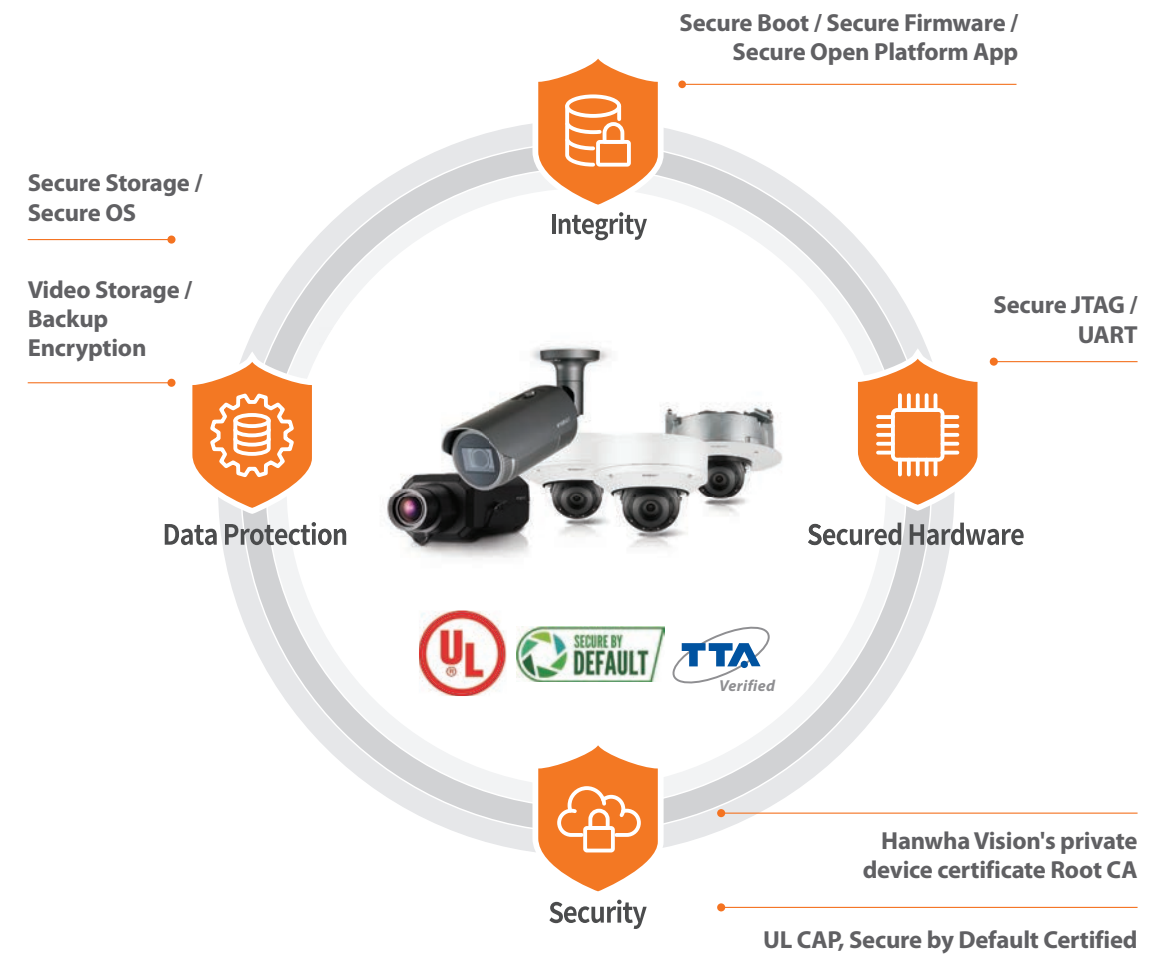 Secure Boot / Secure Firmware /
Secure Open Platform App
Integrity
Secure Storage /
Secure OS
Video Storage /
Backup
Encryption
Data Protection
Secure JTAG /
UART
Secured Hardware
UL
®
SECURE BY
DEFAULT
TTA
Verified
Security
Hanwha Vision's private
device certificate Root CA
UL CAP, Secure by Default Certified